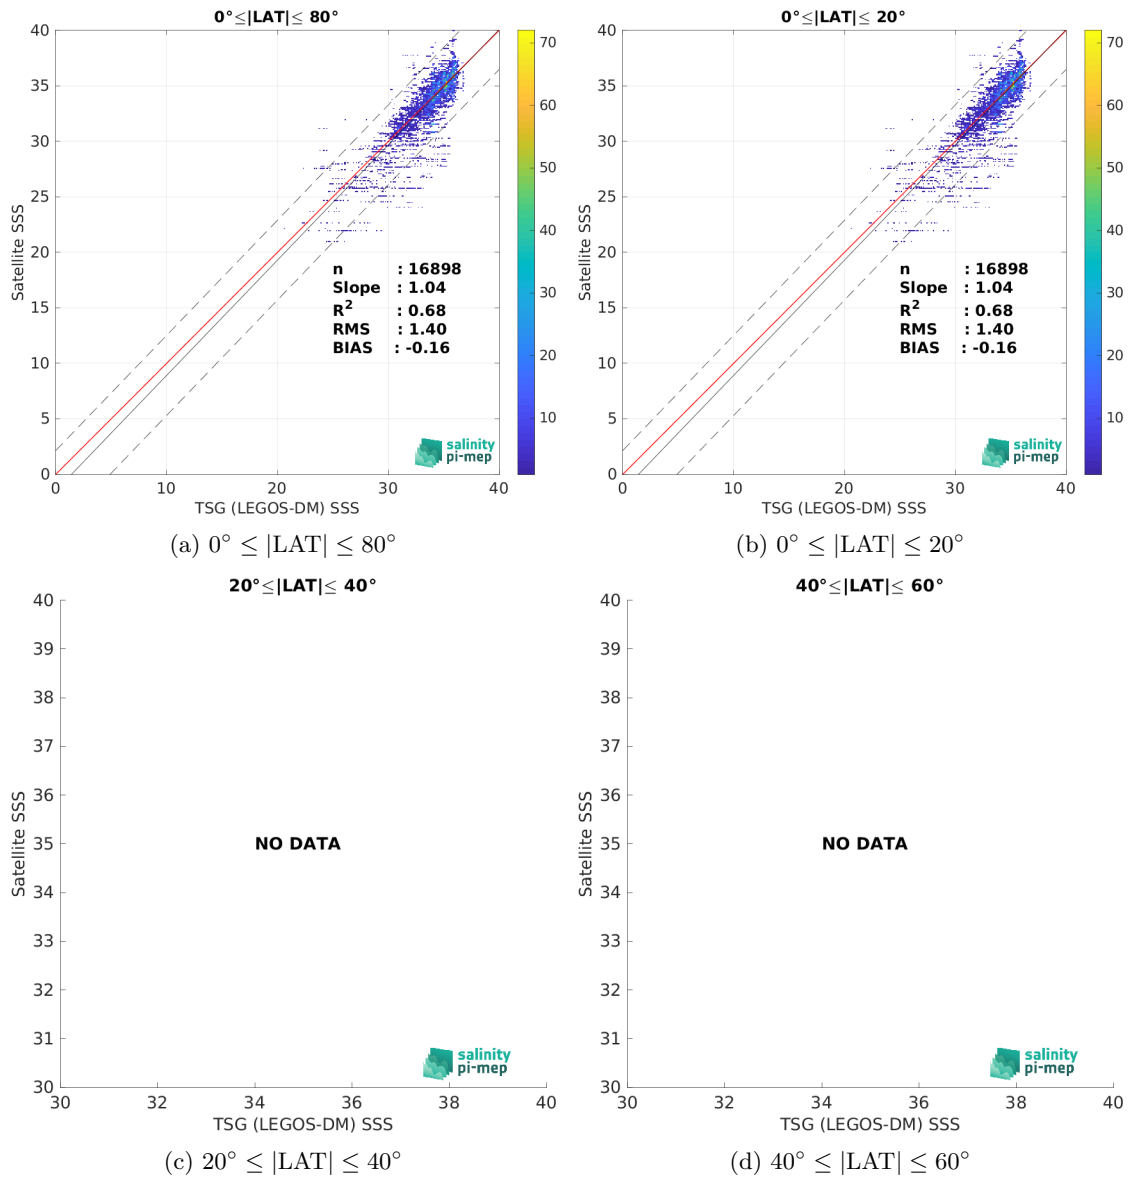 0°≤|LAT|≤ 80°
40
35
30
25
20
15
10
5
0
Satellite SSS
0
10
20
30
40
TSG (LEGOS-DM) SSS
n : 16898
Slope : 1.04
R² : 0.68
RMS : 1.40
BIAS : -0.16
salinity
pi-mep
70
60
50
40
30
20
10
(a) 0° ≤ |LAT| ≤ 80°
0°≤|LAT|≤ 20°
40
35
30
25
20
15
10
5
0
Satellite SSS
0
10
20
30
40
TSG (LEGOS-DM) SSS
n : 16898
Slope : 1.04
R² : 0.68
RMS : 1.40
BIAS : -0.16
salinity
pi-mep
70
60
50
40
30
20
10
(b) 0° ≤ |LAT| ≤ 20°
20°≤|LAT|≤ 40°
40
39
38
37
36
35
34
33
32
31
30
Satellite SSS
NO DATA
salinity
pi-mep
30
32
34
36
38
40
TSG (LEGOS-DM) SSS
(c) 20° ≤ |LAT| ≤ 40°
40°≤|LAT|≤ 60°
40
39
38
37
36
35
34
33
32
31
30
Satellite SSS
NO DATA
salinity
pi-mep
30
32
34
36
38
40
TSG (LEGOS-DM) SSS
(d) 40° ≤ |LAT| ≤ 60°